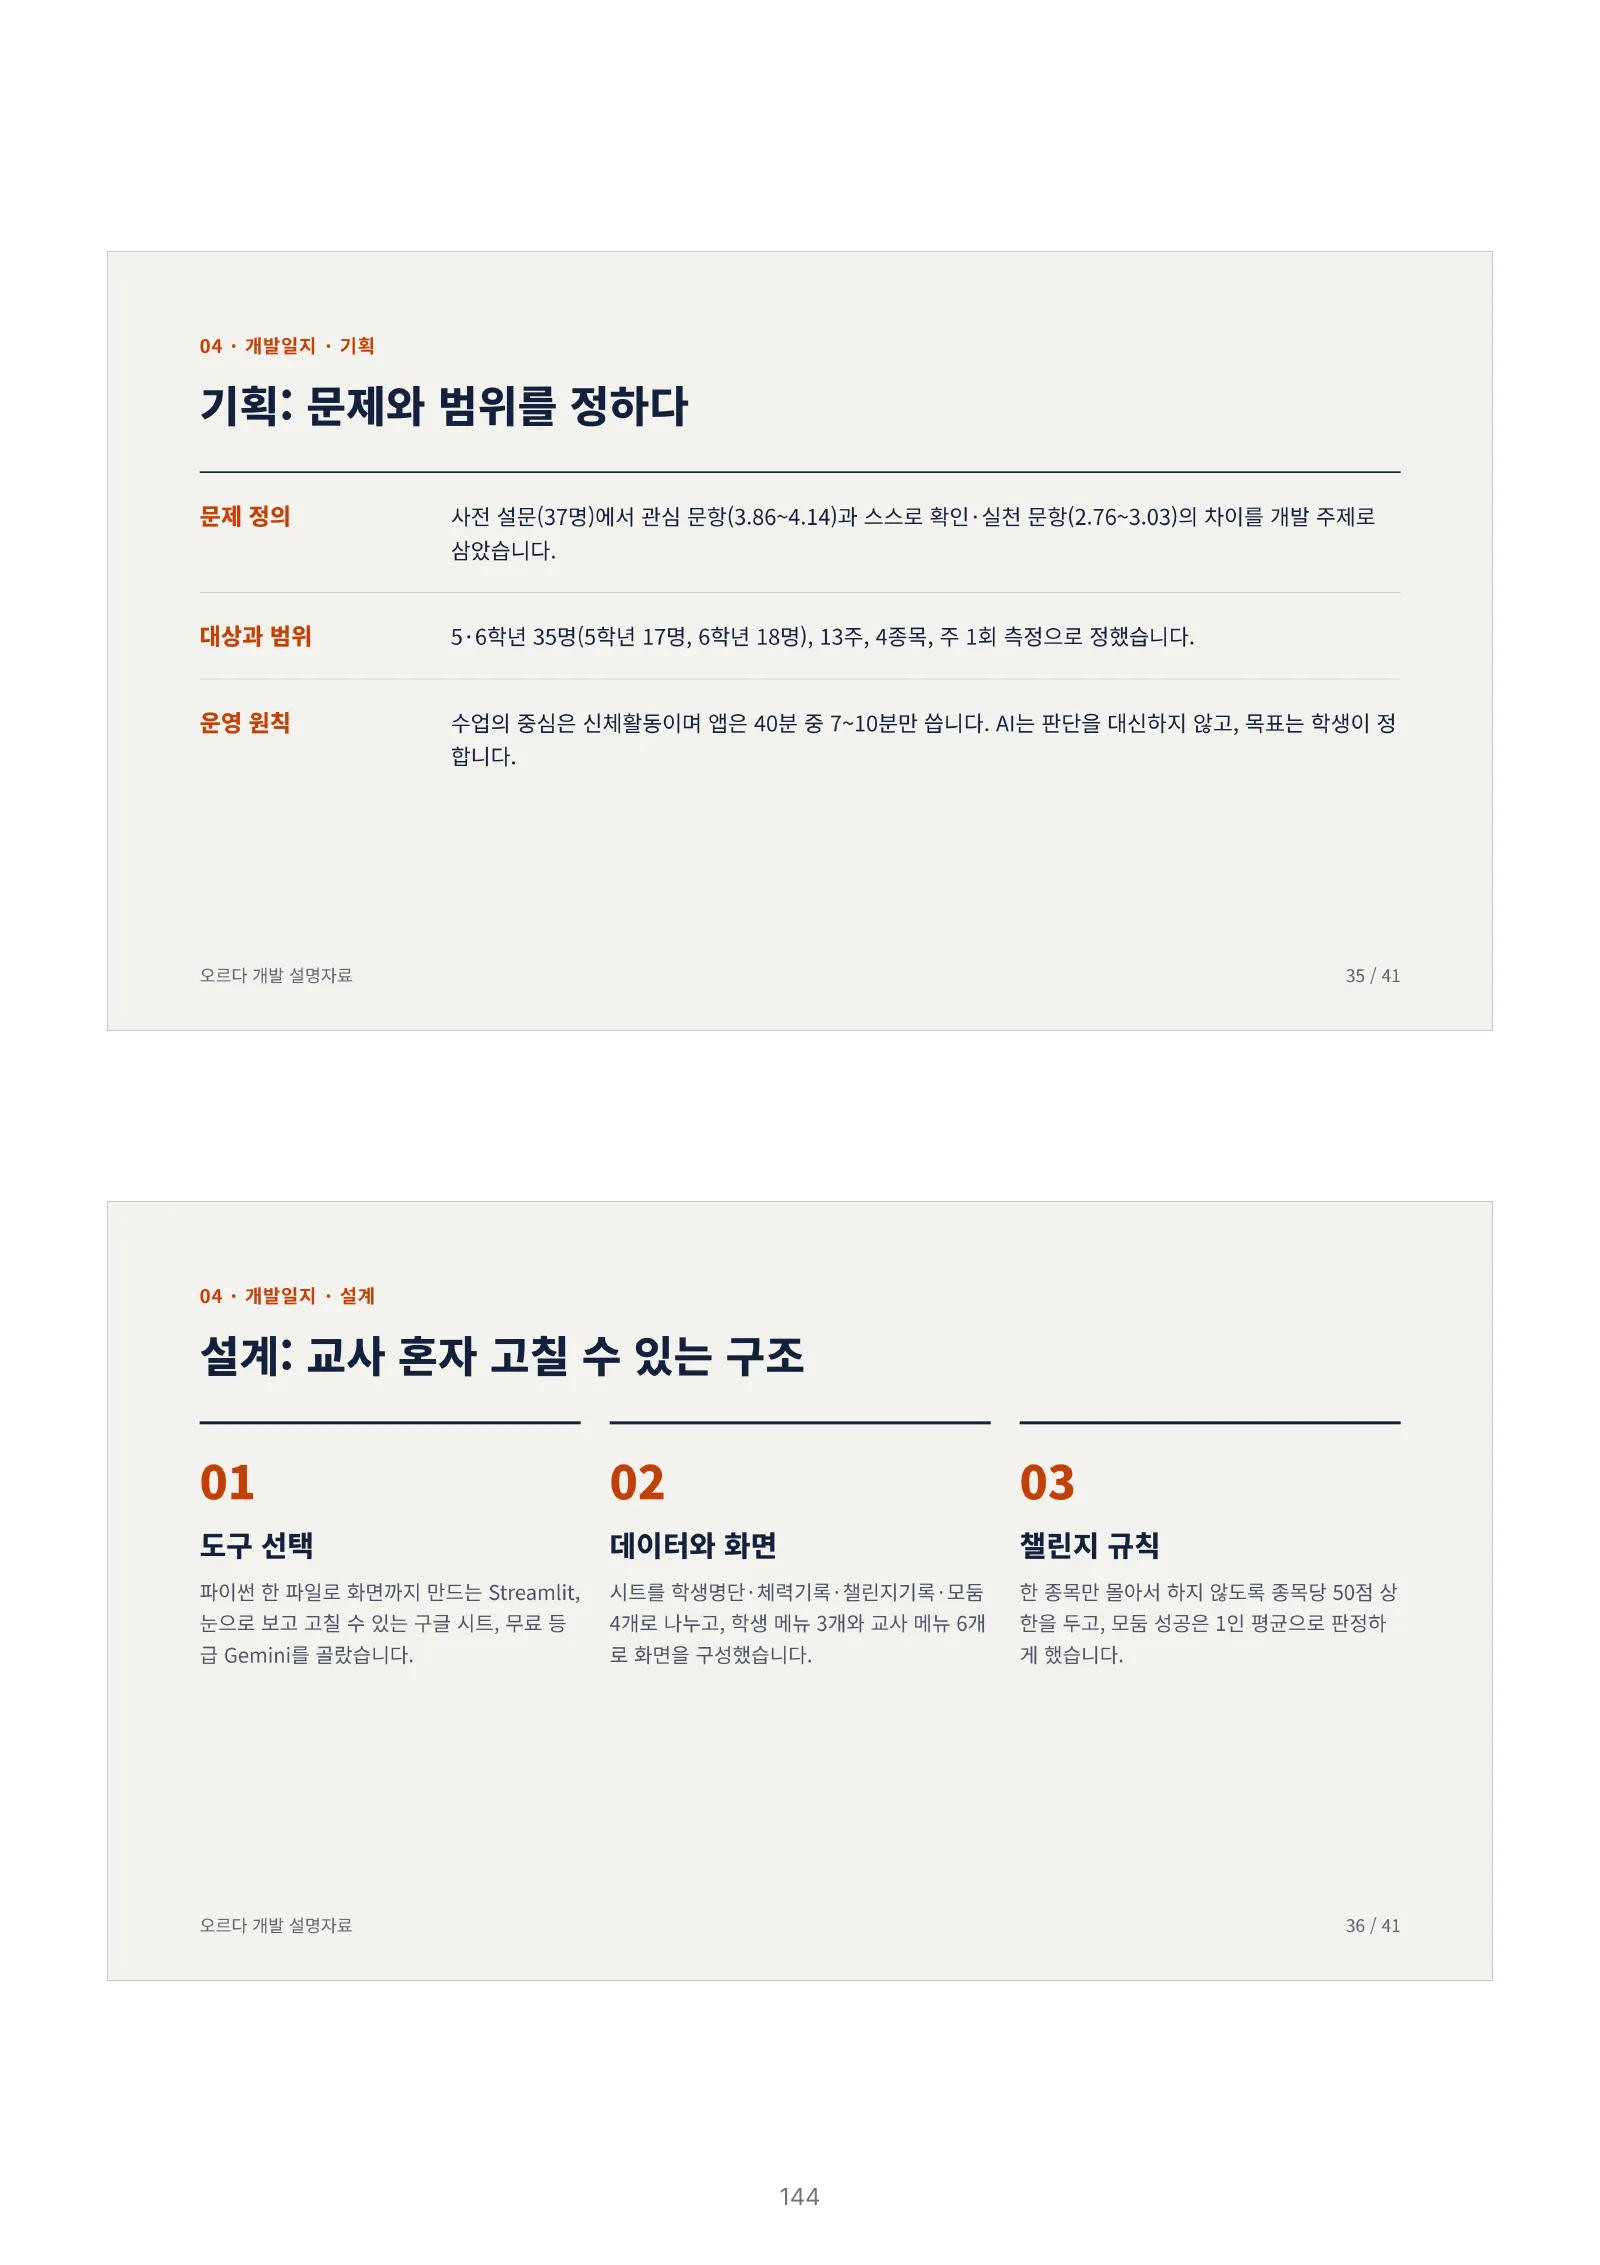 04 · 개발일지 · 기획
기획: 문제와 범위를 정하다
문제 정의
사전 설문(37명)에서 관심 문항(3.86~4.14)과 스스로 확인·실천 문항(2.76~3.03)의 차이를 개발 주제로
삼았습니다.
대상과 범위
5·6학년 35명(5학년 17명, 6학년 18명), 13주, 4종목, 주 1회 측정으로 정했습니다.
운영 원칙
수업의 중심은 신체활동이며 앱은 40분 중 7~10분만 씁니다. AI는 판단을 대신하지 않고, 목표는 학생이 정
합니다.
오르다 개발 설명자료
35 / 41
04 · 개발일지 · 설계
설계: 교사 혼자 고칠 수 있는 구조
01
도구 선택
파이썬 한 파일로 화면까지 만드는 Streamlit,
눈으로 보고 고칠 수 있는 구글 시트, 무료 등
급 Gemini를 골랐습니다.
02
데이터와 화면
시트를 학생명단·체력기록·챌린지기록·모둠
4개로 나누고, 학생 메뉴 3개와 교사 메뉴 6개
로 화면을 구성했습니다.
03
챌린지 규칙
한 종목만 몰아서 하지 않도록 종목당 50점 상
한을 두고, 모둠 성공은 1인 평균으로 판정하
게 했습니다.
오르다 개발 설명자료
36 / 41
144